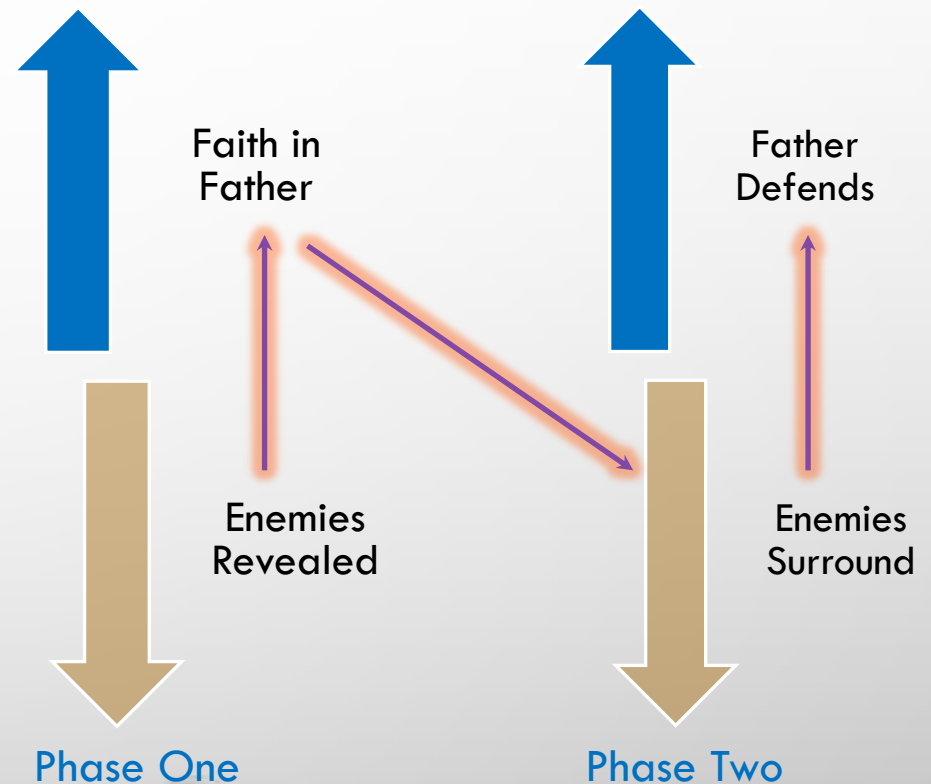 Faith in
Father
Enemies
Revealed
Phase One
Father
Defends
Enemies
Surround
Phase Two